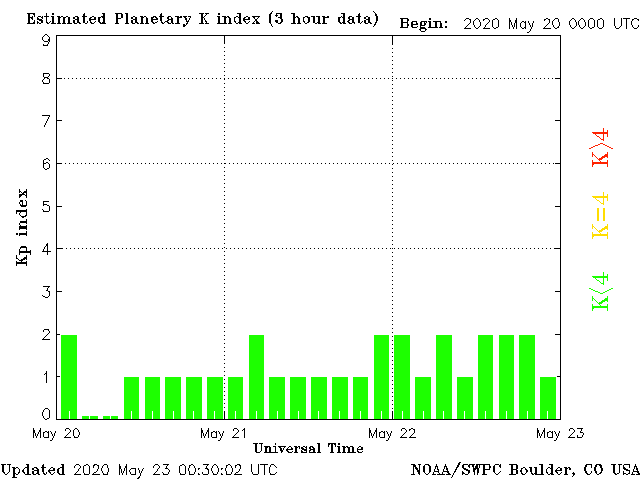 Estimated Planetary K index (3 hour data)
Begin: 2020 May 20 0000 UTC
9
8
7
6
5
4
3
2
1
0
Kp index
K>4
K=4
K<4
May 20
May 21
May 22
May 23
Universal Time
Updated 2020 May 23 00:30:02 UTC
NOAA/SWPC Boulder, CO USA